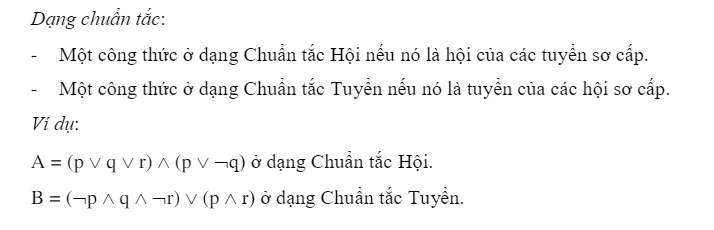 Dạng chuẩn tắc:
- Một công thức ở dạng Chuẩn tắc Hội nếu nó là hội của các tuyển sơ cấp.
- Một công thức ở dạng Chuẩn tắc Tuyển nếu nó là tuyển của các hội sơ cấp.
Ví dụ:
A = (p ∨ q ∨ r) ∧ (p ∨ ¬q) ở dạng Chuẩn tắc Hội.
B = (¬p ∧ q ∧ ¬r) ∨ (p ∧ r) ở dạng Chuẩn tắc Tuyển.